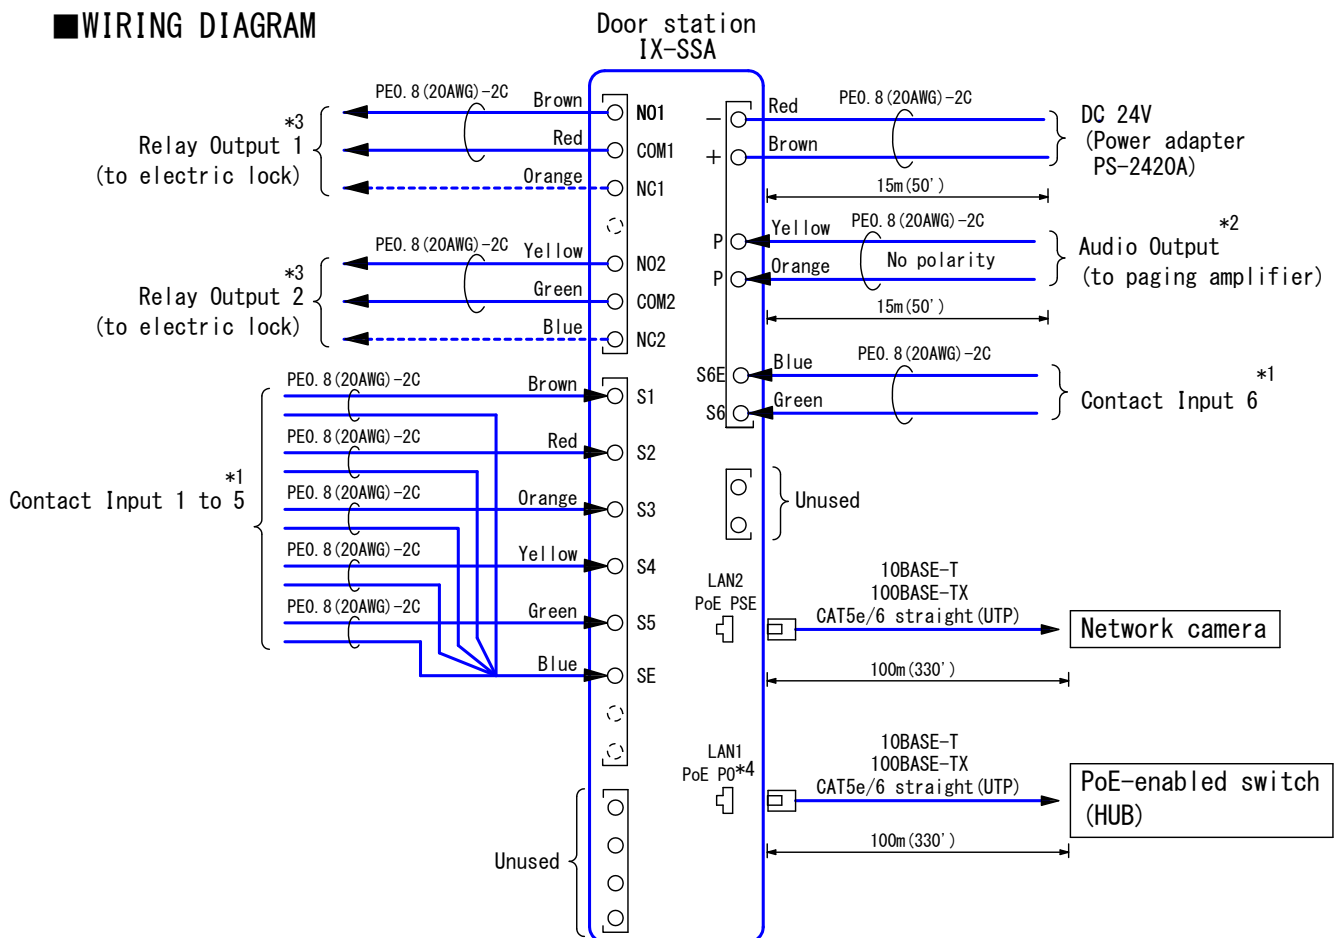 ■WIRING DIAGRAM
Door station
IX-SSA
PE0.8(20AWG)-2C
Brown
NO1
*3
Relay Output 1
(to electric lock)
Red
COM1
Orange
NC1
PE0.8(20AWG)-2C
Yellow
NO2
*3
Relay Output 2
(to electric lock)
Green
COM2
Blue
NC2
PE0.8(20AWG)-2C
Brown
S1
PE0.8(20AWG)-2C
Red
S2
*1
Contact Input 1 to 5
PE0.8(20AWG)-2C
Orange
S3
PE0.8(20AWG)-2C
Yellow
S4
PE0.8(20AWG)-2C
Green
S5
Blue
SE
Unused
−
Red
PE0.8(20AWG)-2C
+
Brown
DC 24V
(Power adapter
PS-2420A)
15m(50')
P
Yellow
PE0.8(20AWG)-2C
P
Orange
No polarity
*2
Audio Output
(to paging amplifier)
15m(50')
S6E
Blue
PE0.8(20AWG)-2C
S6
Green
*1
Contact Input 6
Unused
LAN2
PoE PSE
10BASE-T
100BASE-TX
CAT5e/6 straight(UTP)
Network camera
100m(330')
LAN1
PoE PO*4
10BASE-T
100BASE-TX
CAT5e/6 straight(UTP)
PoE-enabled switch
(HUB)
100m(330')